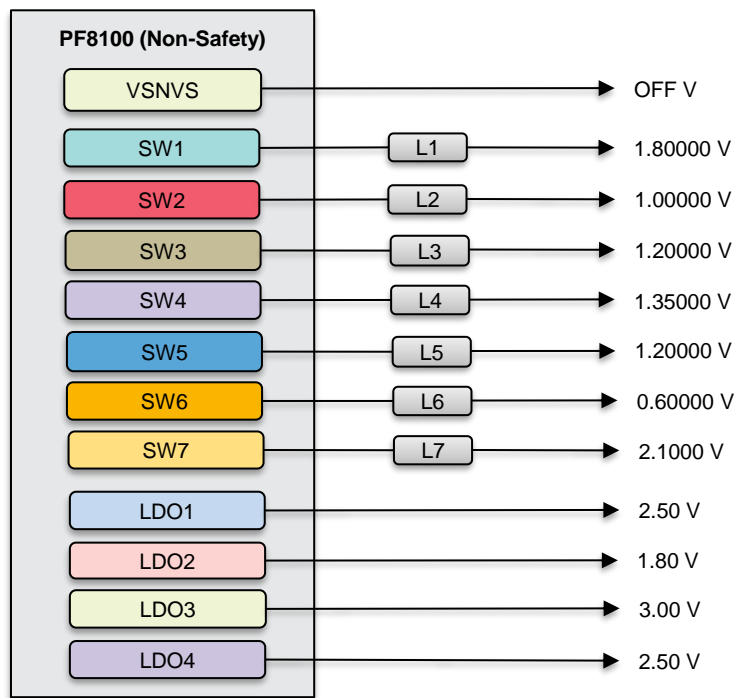 PF8100 (Non-Safety)
VSNVS OFF V
SW1 L1 1.80000 V
SW2 L2 1.00000 V
SW3 L3 1.20000 V
SW4 L4 1.35000 V
SW5 L5 1.20000 V
SW6 L6 0.60000 V
SW7 L7 2.1000 V
LDO1 2.50 V
LDO2 1.80 V
LDO3 3.00 V
LDO4 2.50 V